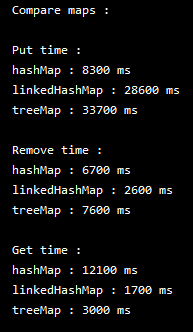 Compare maps :
Put time :
hashMap : 8300 ms
linkedHashMap : 28600 ms
treeMap : 33700 ms
Remove time :
hashMap : 6700 ms
linkedHashMap : 2600 ms
treeMap : 7600 ms
Get time :
hashMap : 12100 ms
linkedHashMap : 1700 ms
treeMap : 3000 ms